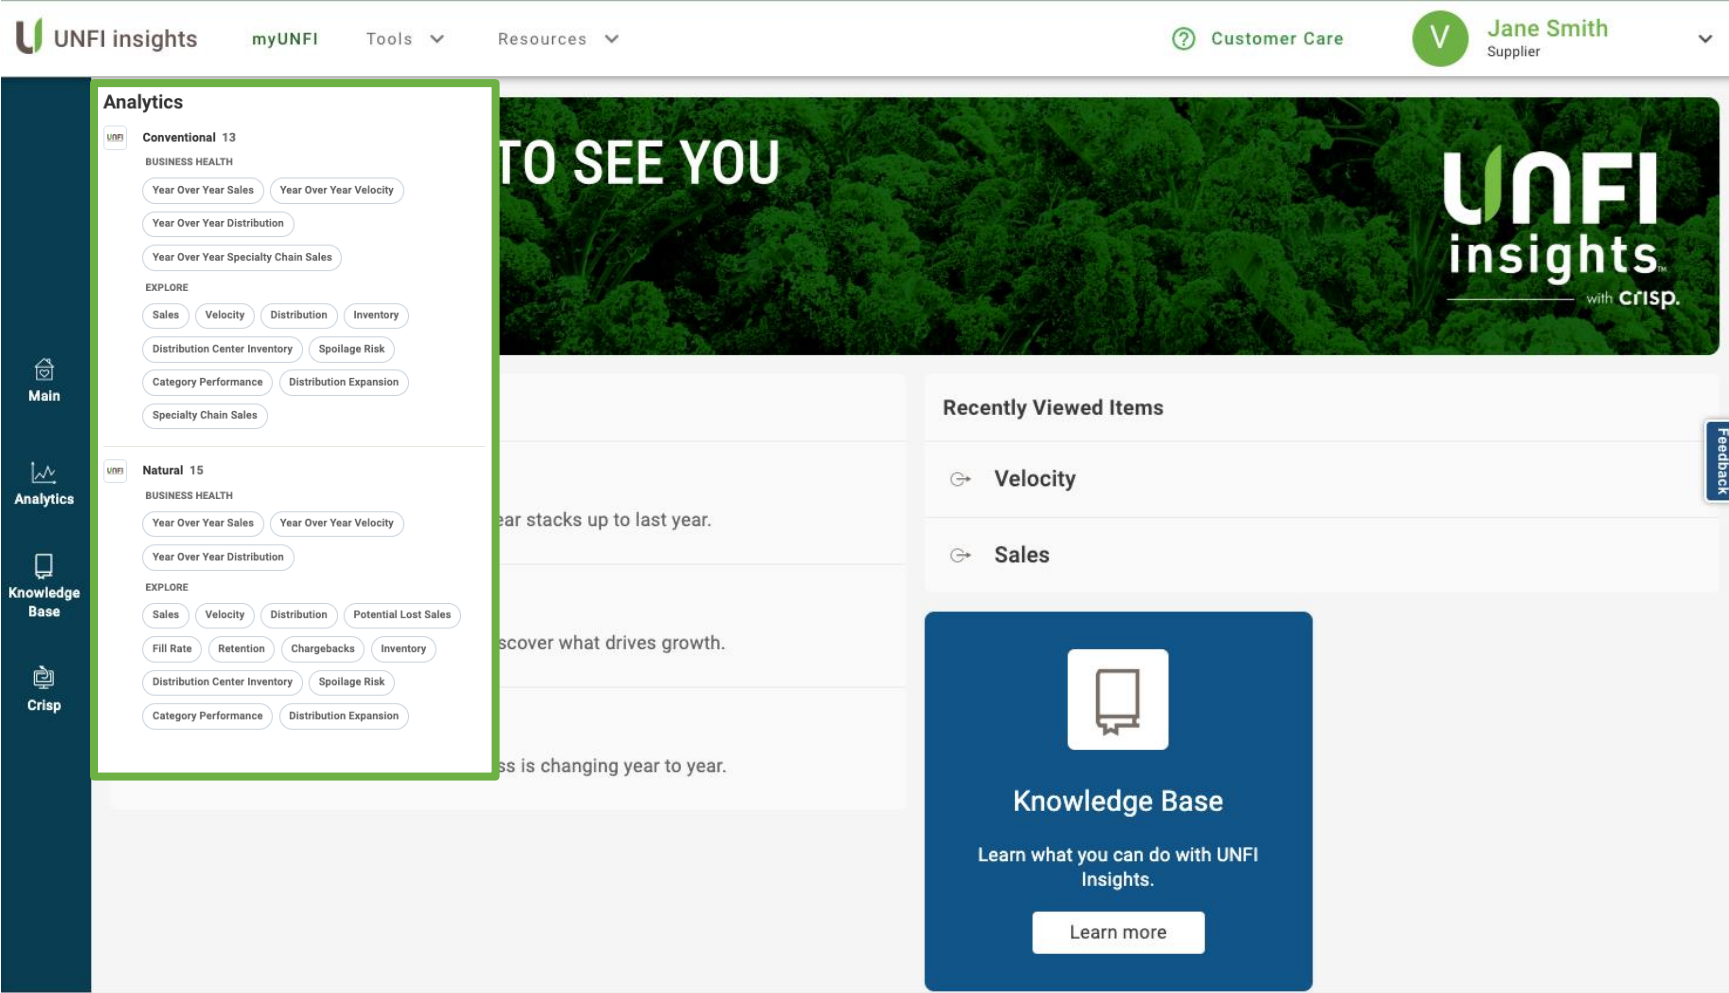 UNFI insights
myUNFI
Tools
Resources
Customer Care
V
Jane Smith
Supplier
Main
Analytics
Knowledge
Base
Crisp
Analytics
UNFI
Conventional 13
BUSINESS HEALTH
Year Over Year Sales
Year Over Year Velocity
Year Over Year Distribution
Year Over Year Specialty Chain Sales
EXPLORE
Sales
Velocity
Distribution
Inventory
Distribution Center Inventory
Spoilage Risk
Category Performance
Distribution Expansion
Specialty Chain Sales
UNFI
Natural 15
BUSINESS HEALTH
Year Over Year Sales
Year Over Year Velocity
Year Over Year Distribution
EXPLORE
Sales
Velocity
Distribution
Potential Lost Sales
Fill Rate
Retention
Chargebacks
Inventory
Distribution Center Inventory
Spoilage Risk
Category Performance
Distribution Expansion
TO SEE YOU
UNFI
insights™
with crisp.
ear stacks up to last year.
scover what drives growth.
ss is changing year to year.
Recently Viewed Items
Velocity
Sales
Knowledge Base
Learn what you can do with UNFI
Insights.
Learn more
Feedback